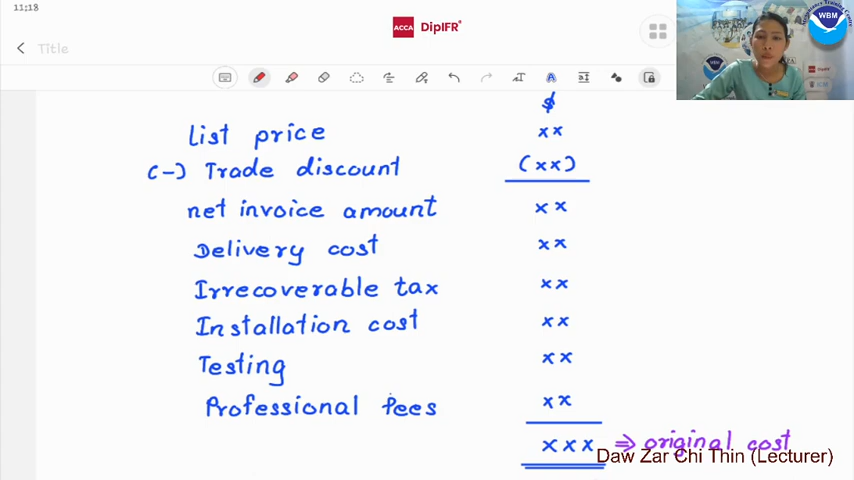 11:18
ACCA DipIFR
WBM
Title
$
List price xx
(-) Trade discount (xx)
net invoice amount xx
Delivery cost xx
Irrecoverable tax xx
Installation cost xx
Testing xx
Professional fees xx
xxx ⇒ original cost
Daw Zar Chi Thin (Lecturer)